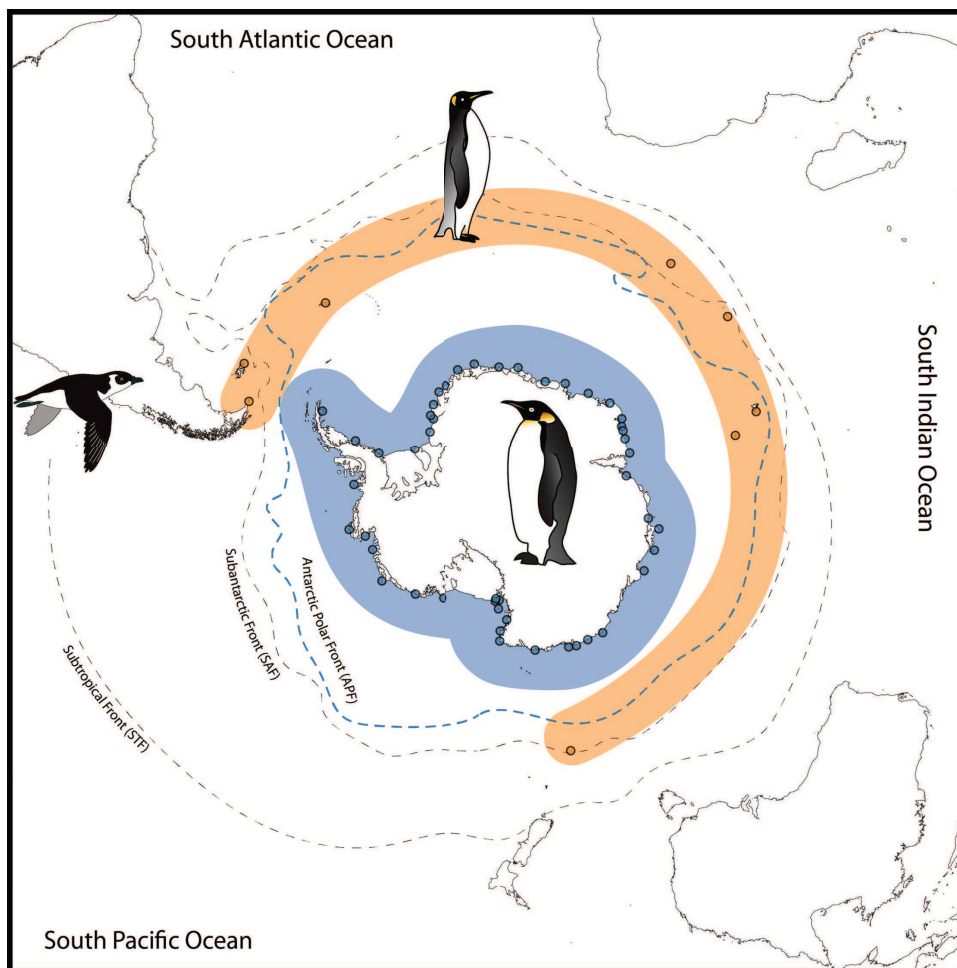 South Atlantic Ocean
South Indian Ocean
Subantarctic Front (SAF)
Antarctic Polar Front (APF)
Subtropical Front (STF)
South Pacific Ocean